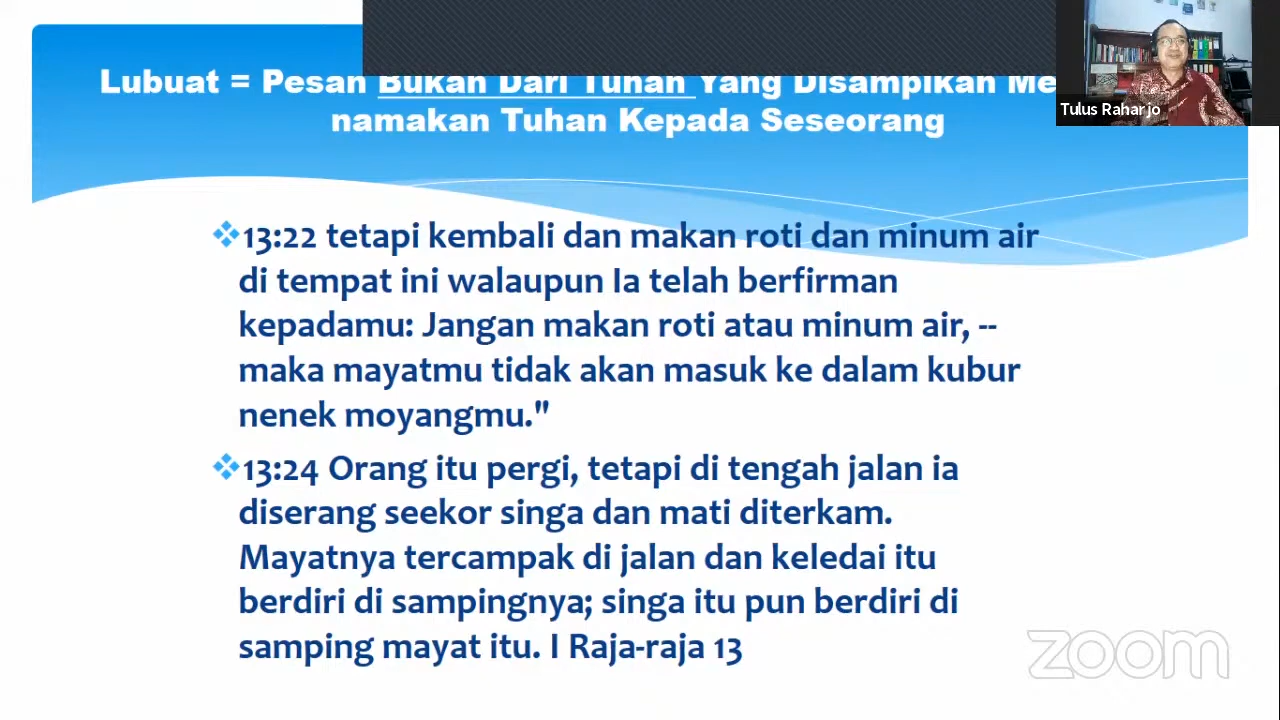 Lubuat = Pesan Bukan Dari Tuhan Yang Disampikan Me
namakan Tuhan Kepada Seseorang
Tulus Raharjo
13:22 tetapi kembali dan makan roti dan minum air
di tempat ini walaupun Ia telah berfirman
kepadamu: Jangan makan roti atau minum air, --
maka mayatmu tidak akan masuk ke dalam kubur
nenek moyangmu."
13:24 Orang itu pergi, tetapi di tengah jalan ia
diserang seekor singa dan mati diterkam.
Mayatnya tercampak di jalan dan keledai itu
berdiri di sampingnya; singa itu pun berdiri di
samping mayat itu. I Raja-raja 13
zoom